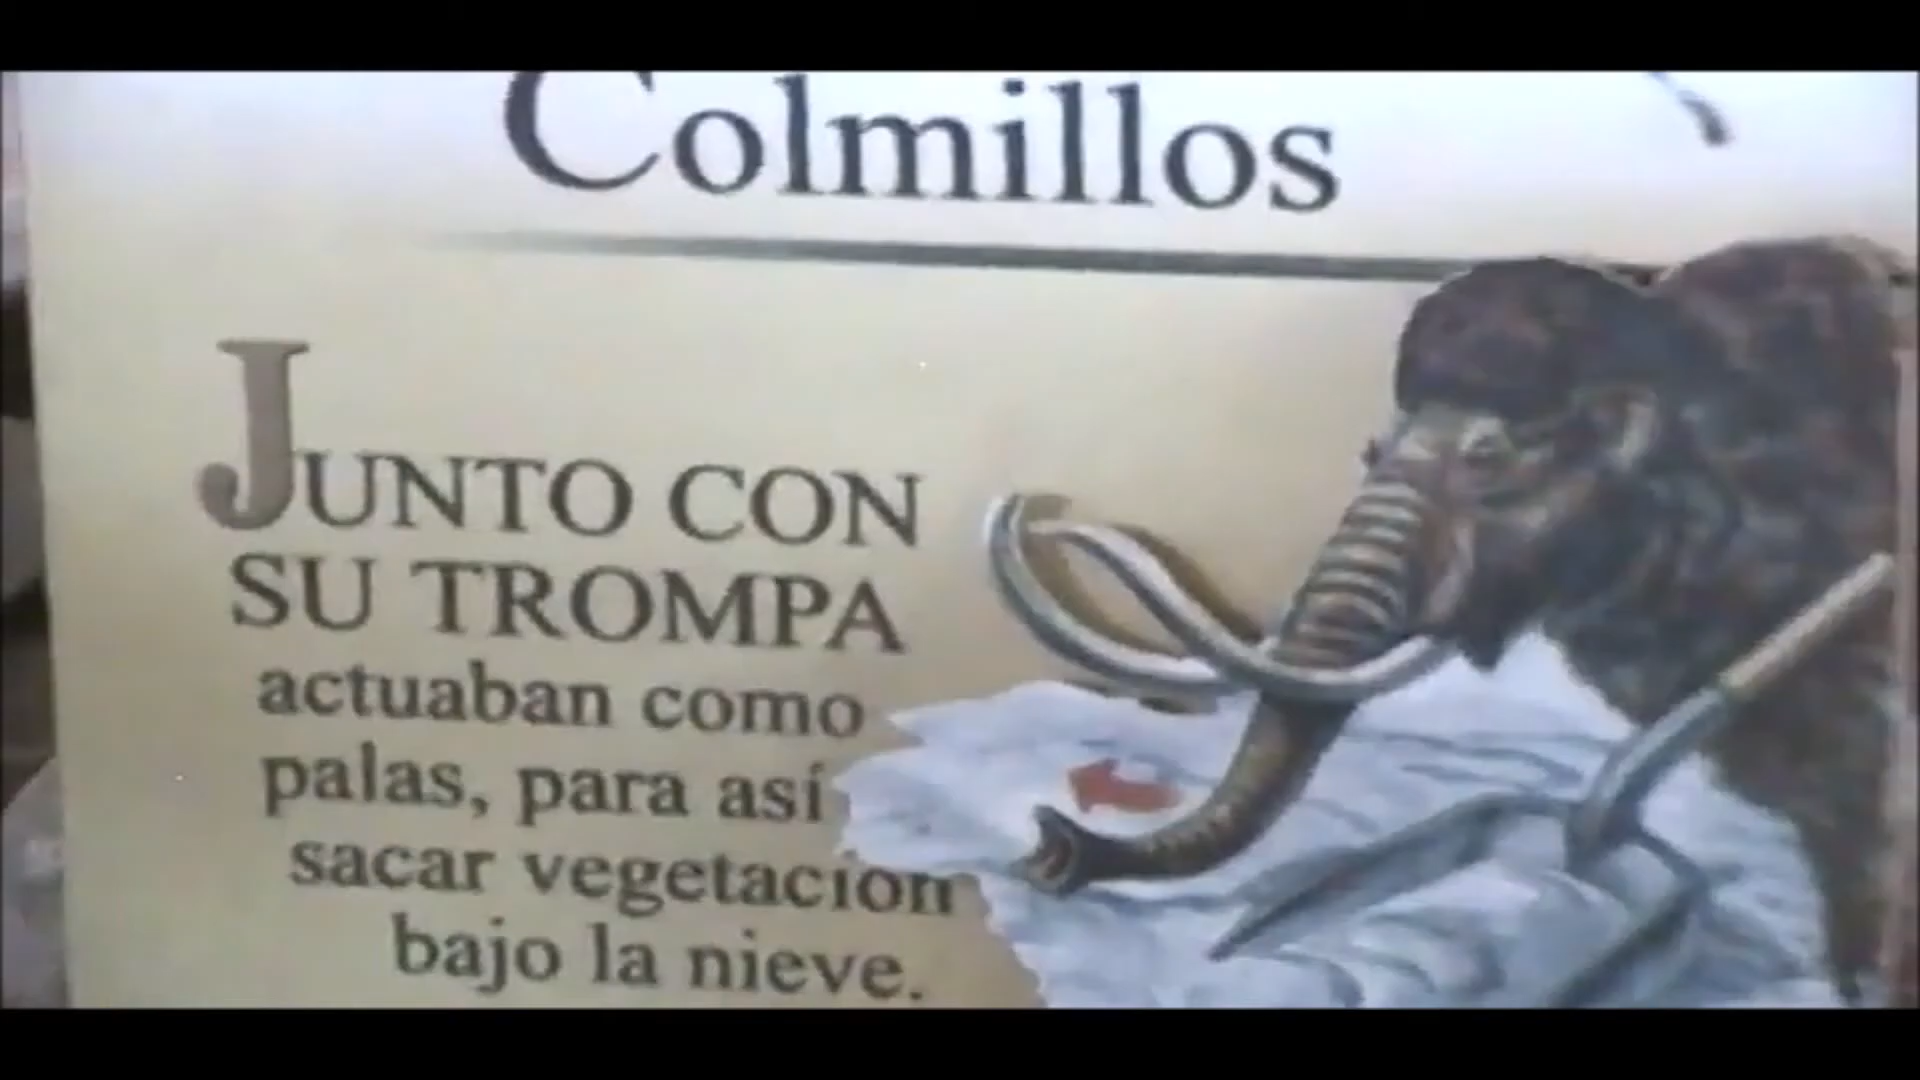 Colmillos
JUNTO CON
SU TROMPA
actuaban como
palas, para así
sacar vegetación
bajo la nieve.